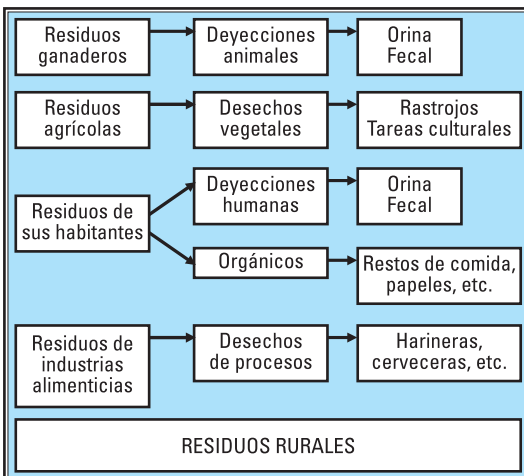 Residuos
ganaderos
Deyecciones
animales
Orina
Fecal
Residuos
agrícolas
Desechos
vegetales
Rastrojos
Tareas culturales
Residuos de
sus habitantes
Deyecciones
humanas
Orina
Fecal
Orgánicos
Restos de comida,
papeles, etc.
Residuos de
industrias
alimenticias
Desechos
de procesos
Harineras,
cerveceras, etc.
RESIDUOS RURALES